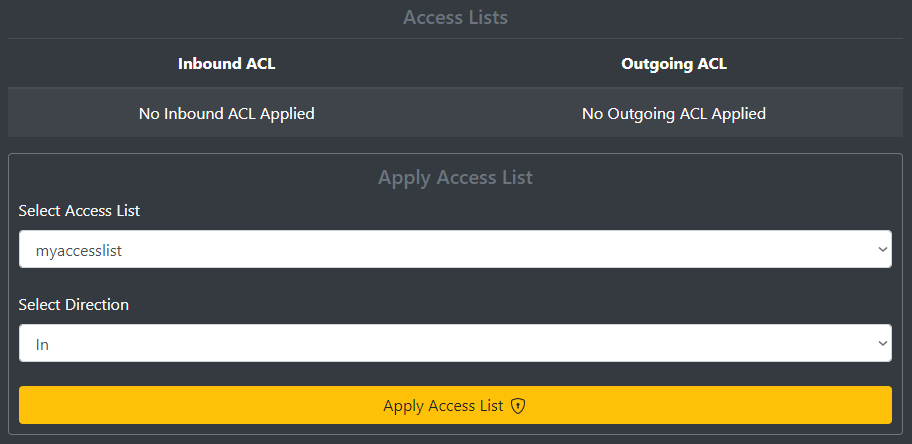 Access Lists
Inbound ACL Outgoing ACL
No Inbound ACL Applied No Outgoing ACL Applied
Apply Access List
Select Access List
myaccesslist
Select Direction
In
Apply Access List